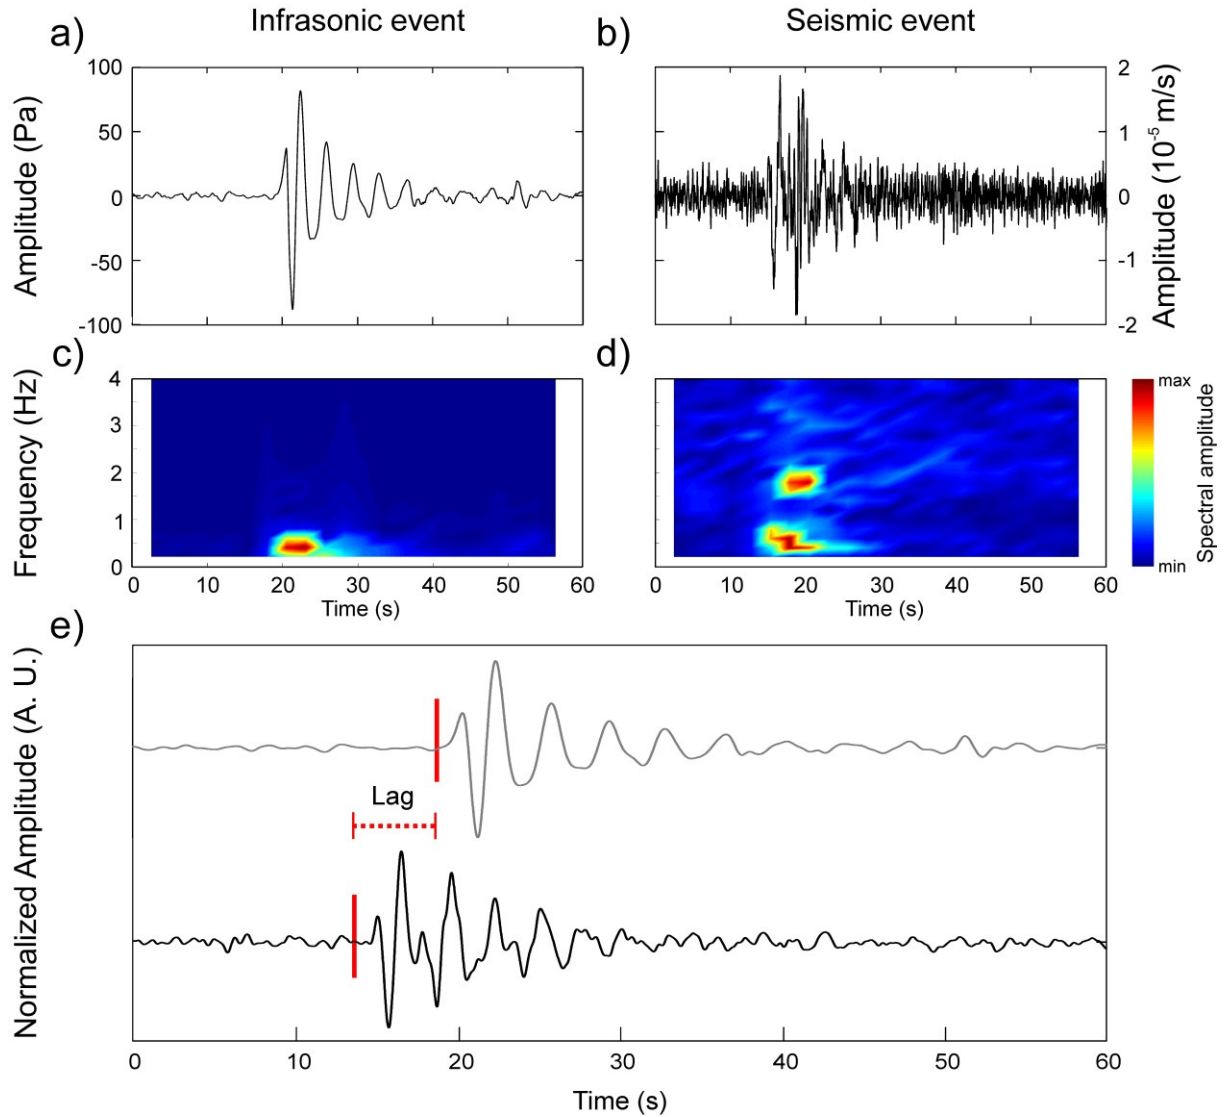 Infrasonic event
Seismic event
a)
b)
Amplitude (Pa)
100
50
0
-50
-100
2
1
0
-1
-2
Amplitude (10-5 m/s)
c)
d)
Frequency (Hz)
4
3
2
1
0
0 10 20 30 40 50 60
Time (s)
0 10 20 30 40 50 60
Time (s)
max
min
Spectral amplitude
e)
Normalized Amplitude (A. U.)
Lag
0 10 20 30 40 50 60
Time (s)